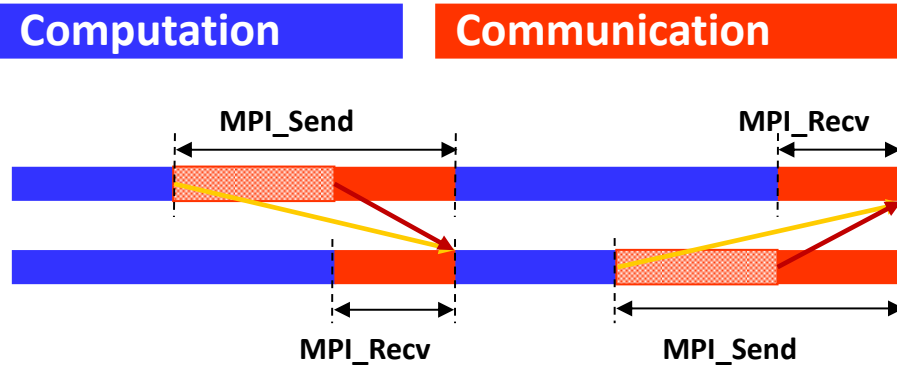 Computation
Communication
MPI_Send
MPI_Recv
MPI_Recv
MPI_Send